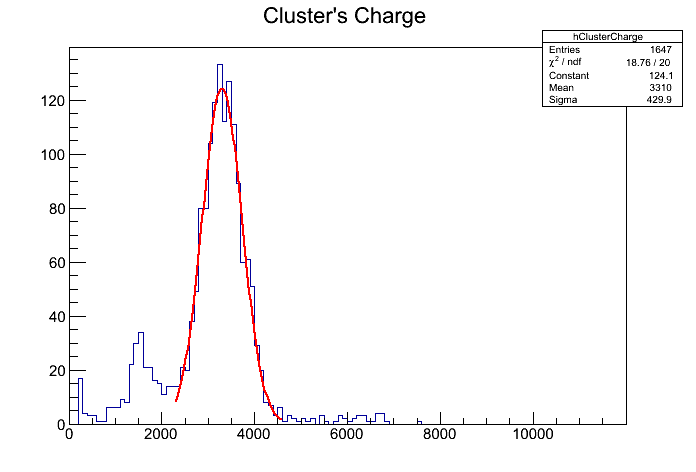 Cluster's Charge
hClusterCharge
Entries 1647
χ² / ndf 18.76 / 20
Constant 124.1
Mean 3310
Sigma 429.9
120
100
80
60
40
20
0
0 2000 4000 6000 8000 10000